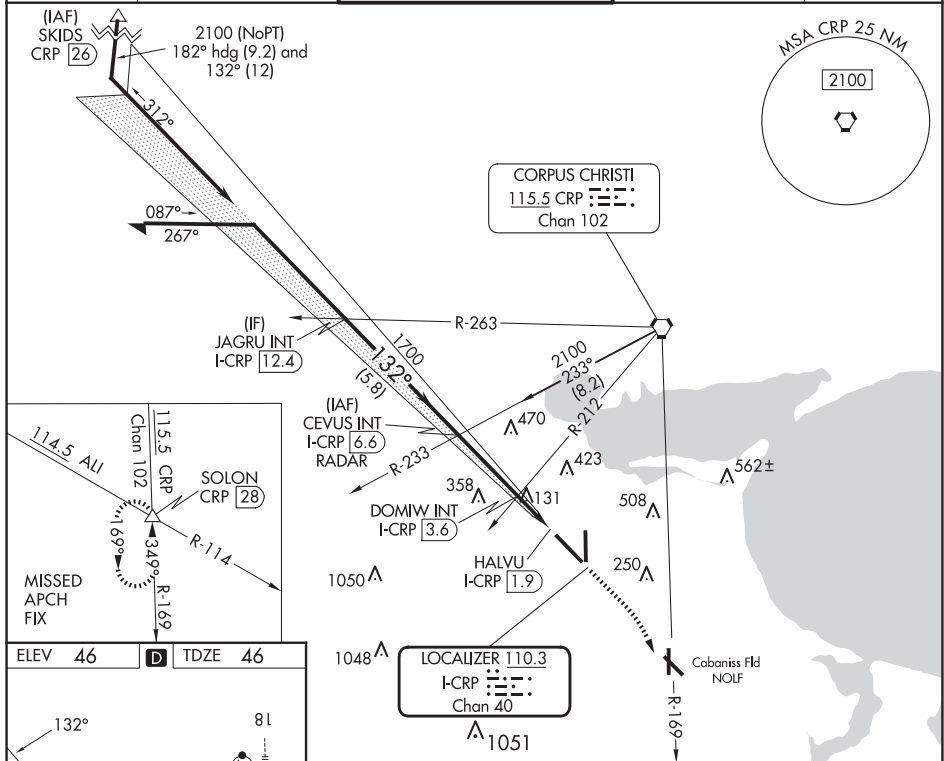 (IAF)
SKIDS
CRP 26
2100 (NoPT)
182° hdg (9.2) and
132° (12)
312°
087°
267°
MSA CRP 25 NM
2100
CORPUS CHRISTI
115.5 CRP
Chan 102
(IF)
JAGRU INT
I-CRP 12.4
R-263
1700
132°
(5.8)
2100
233°
(8.2)
R-212
(IAF)
CEVUS INT
I-CRP 6.6
RADAR
R-233
470
423
562±
358
131
508
DOMIW INT
I-CRP 3.6
HALVU
I-CRP 1.9
250
1050
1048
114.5 ALI
115.5 CRP
Chan 102
SOLON
CRP 28
R-114
169°
349°
R-169
MISSED
APCH
FIX
LOCALIZER 110.3
I-CRP
Chan 40
1051
Cabaniss Fld
NOLF
R-169
ELEV 46
D
TDZE 46
132°
18